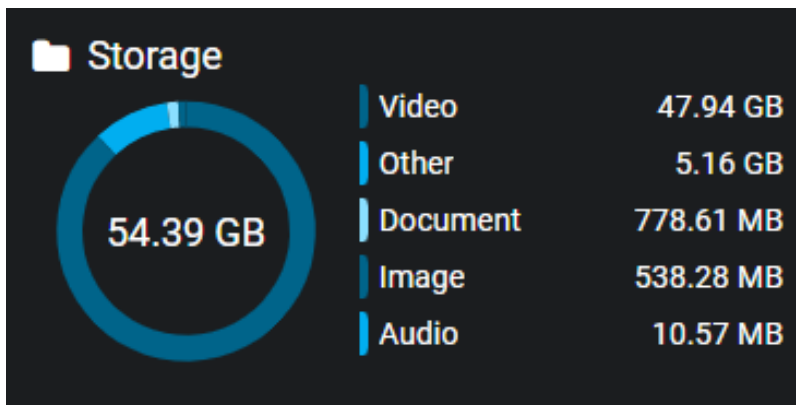 Storage
54.39 GB
Video 47.94 GB
Other 5.16 GB
Document 778.61 MB
Image 538.28 MB
Audio 10.57 MB